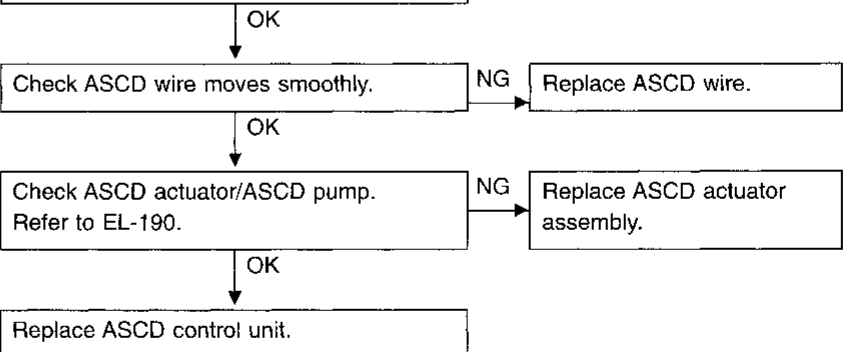 OK
Check ASCD wire moves smoothly.
NG
Replace ASCD wire.
OK
Check ASCD actuator/ASCD pump.
Refer to EL-190.
NG
Replace ASCD actuator
assembly.
OK
Replace ASCD control unit.